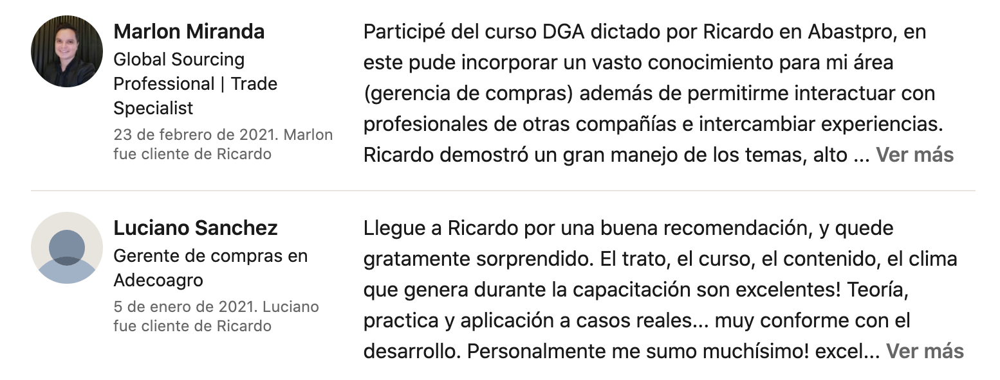 Marlon Miranda
Global Sourcing
Professional | Trade
Specialist
23 de febrero de 2021. Marlon
fue cliente de Ricardo
Participé del curso DGA dictado por Ricardo en Abastpro, en
este pude incorporar un vasto conocimiento para mi área
(gerencia de compras) además de permitirme interactuar con
profesionales de otras compañías e intercambiar experiencias.
Ricardo demostró un gran manejo de los temas, alto ... Ver más
Luciano Sanchez
Gerente de compras en
Adecoagro
5 de enero de 2021. Luciano
fue cliente de Ricardo
Llegue a Ricardo por una buena recomendación, y quede
gratamente sorprendido. El trato, el curso, el contenido, el clima
que genera durante la capacitación son excelentes! Teoría,
practica y aplicación a casos reales... muy conforme con el
desarrollo. Personalmente me sumo muchísimo! excel... Ver más